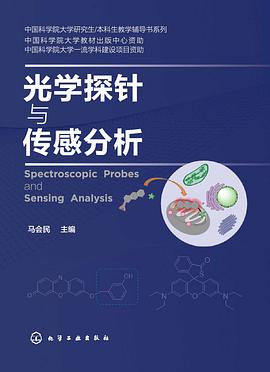 中国科学院大学研究生/本科生教学辅导书系列
中国科学院大学教材出版中心资助
中国科学院大学一流学科建设项目资助
光学探针
与
传感分析
Spectroscopic Probes
and
Sensing Analysis
马会民 主编
OH
O
N
O
O
O
S
N
O
N
化学工业出版社